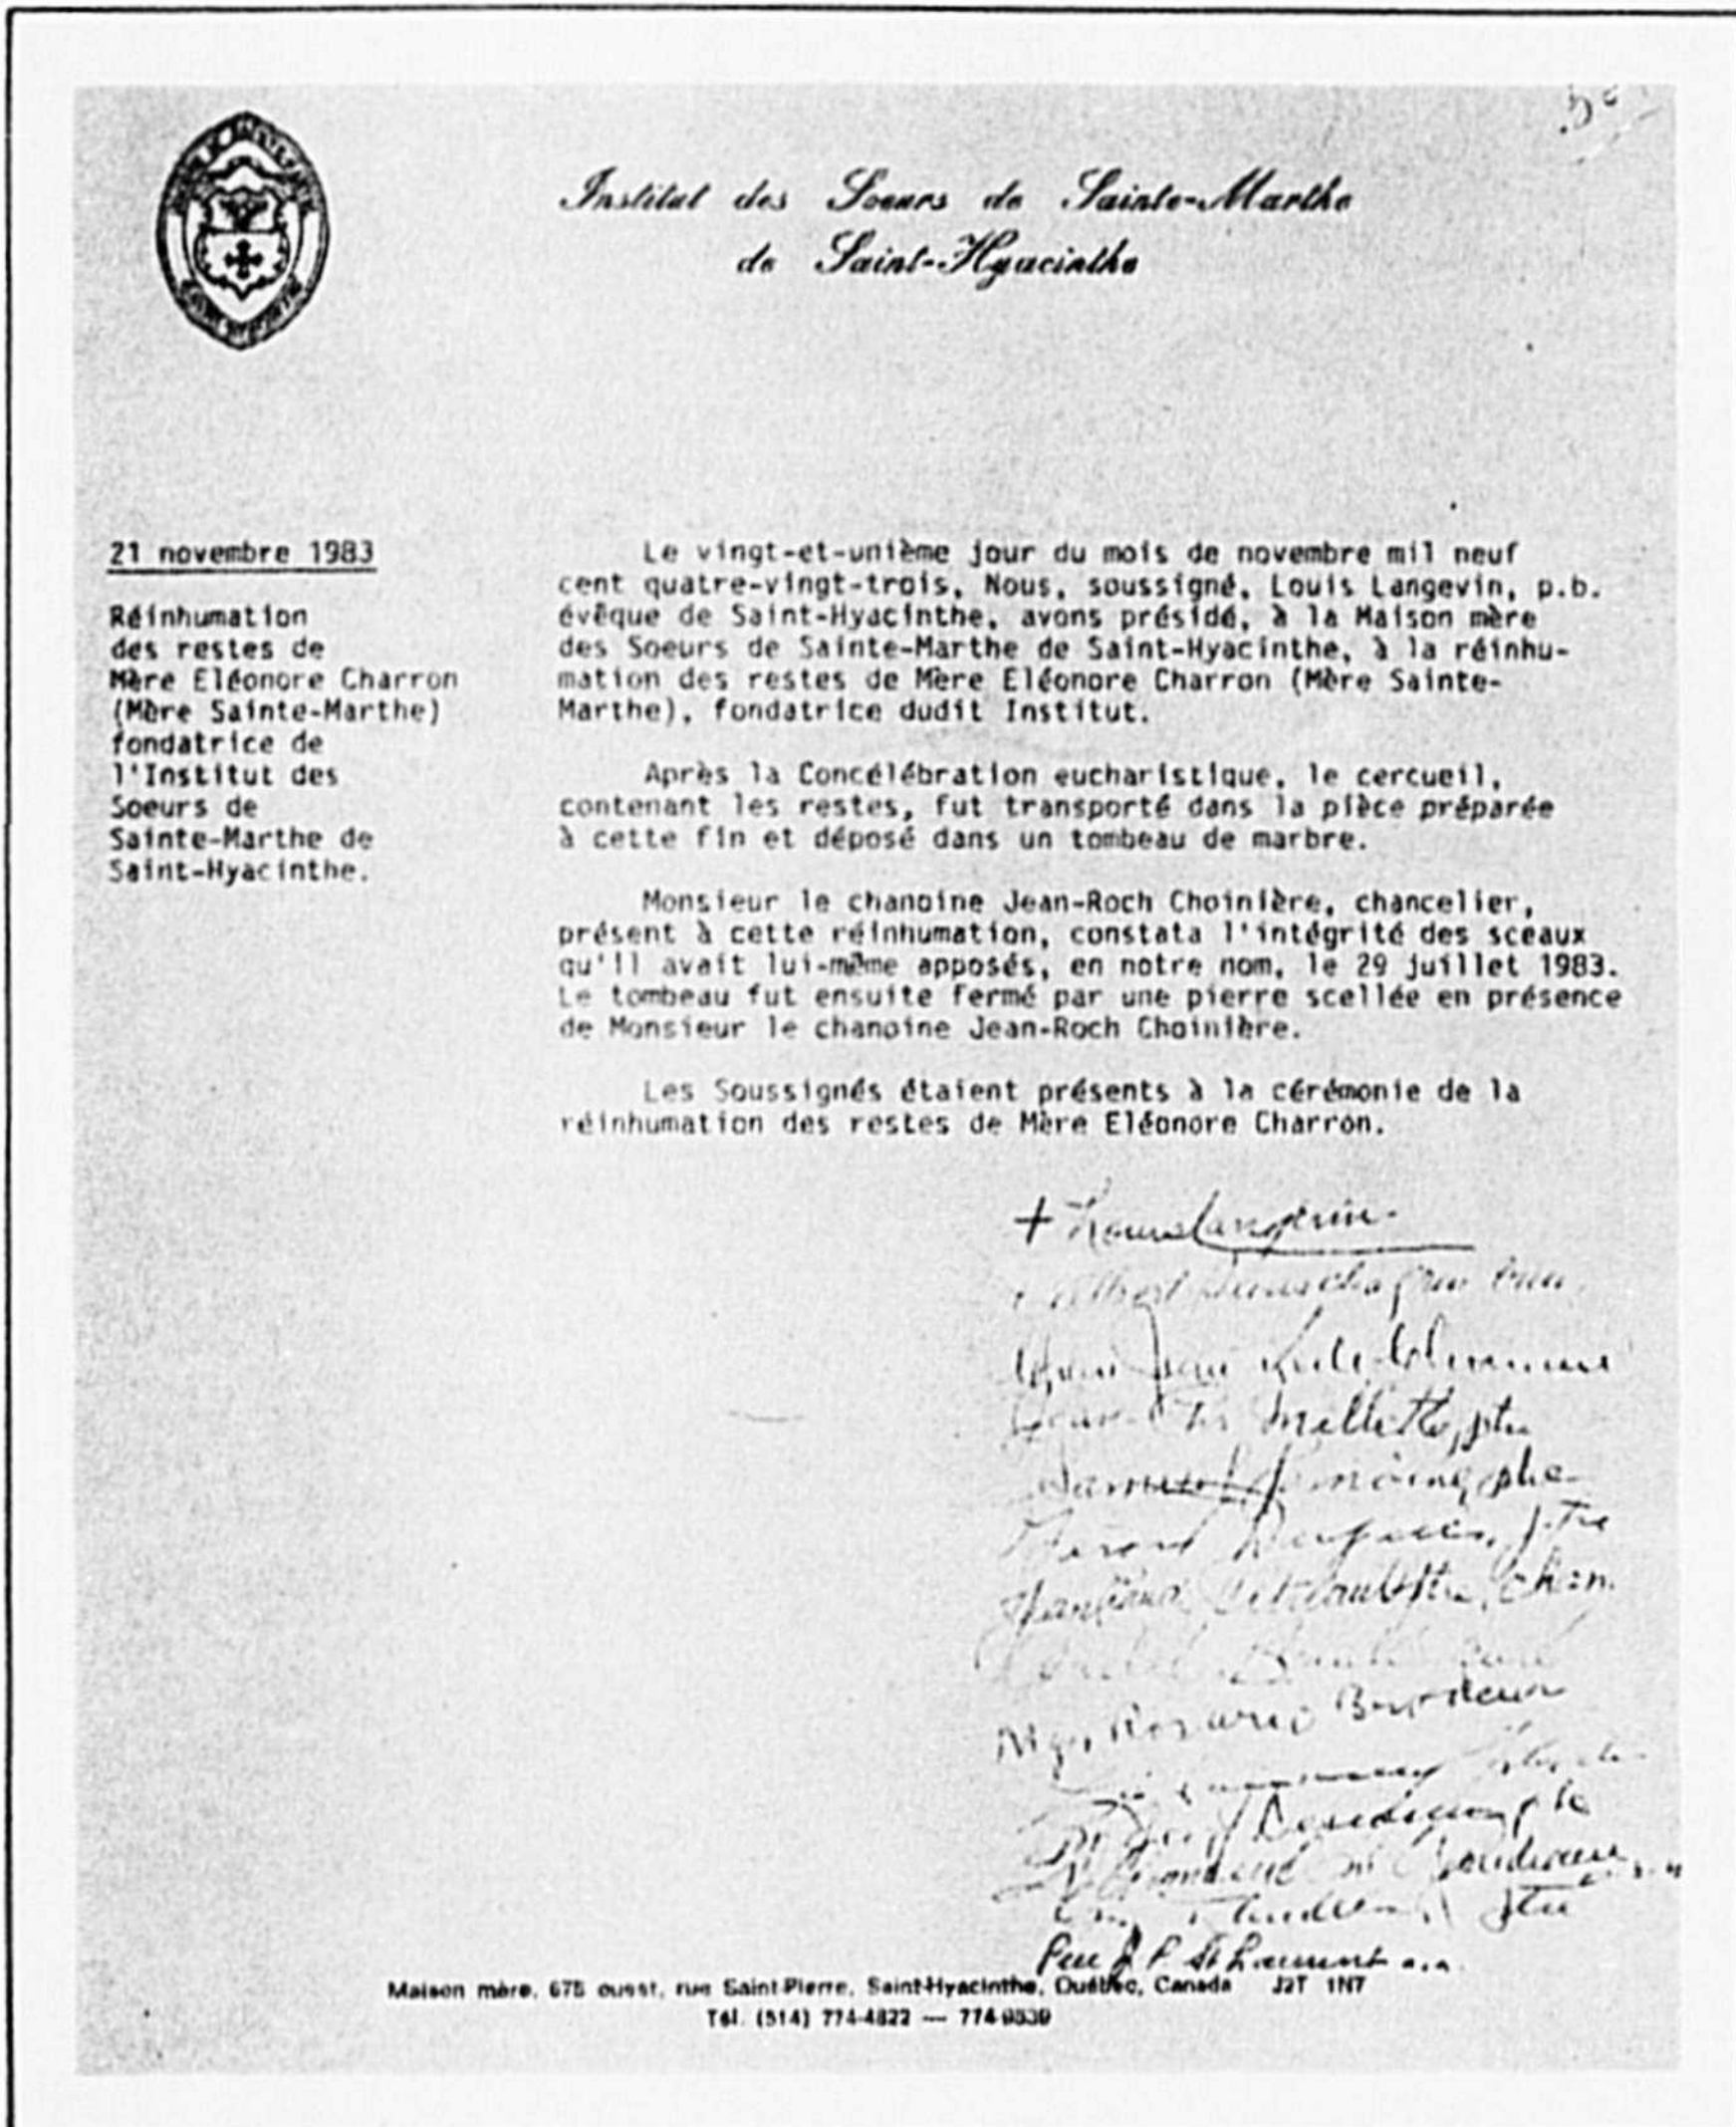 Institut des Soeurs de Sainte-Marthe
de Saint-Hyacinthe
21 novembre 1983
Réinhumation
des restes de
Mère Eléonore Charron
(Mère Sainte-Marthe)
fondatrice de
l'Institut des
Soeurs de
Sainte-Marthe de
Saint-Hyacinthe.
Le vingt-et-unième jour du mois de novembre mil neuf
cent quatre-vingt-trois, Nous, soussigné, Louis Langevin, p.b.
évêque de Saint-Hyacinthe, avons présidé, à la Maison mère
des Soeurs de Sainte-Marthe de Saint-Hyacinthe, à la réinhu-
mation des restes de Mère Eléonore Charron (Mère Sainte-
Marthe), fondatrice dudit Institut.
Après la Concélébration eucharistique, le cercueil,
contenant les restes, fut transporté dans la pièce préparée
à cette fin et déposé dans un tombeau de marbre.
Monsieur le chanoine Jean-Roch Choinière, chancelier,
présent à cette réinhumation, constata l'intégrité des sceaux
qu'il avait lui-même apposés, en notre nom, le 29 juillet 1983.
Le tombeau fut ensuite fermé par une pierre scellée en présence
de Monsieur le chanoine Jean-Roch Choinière.
Les Soussignés étaient présents à la cérémonie de la
réinhumation des restes de Mère Eléonore Charron.
+ Louis Langevin
Albert
Mellette, ptre
ptre
chan.
Mgr Rosario
ptre
St Laurent
Maison mère, 675 ouest, rue Saint-Pierre, Saint-Hyacinthe, Québec, Canada J2T 1N7
Tél. (514) 774-4822 — 774-9539